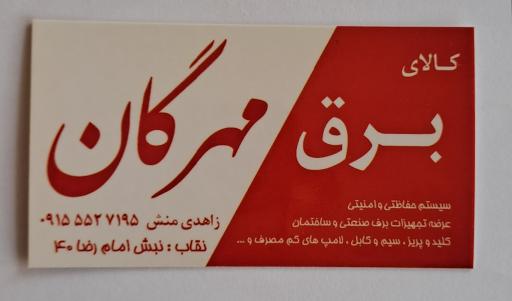 کالای
برق
مهرگان
سیستم حفاظتی و امنیتی
عرضه تجهیزات برق صنعتی و ساختمان
کلید و پریز ، سیم و کابل ، لامپ های کم مصرف و ...
زاهدی منش ۰۹۱۵ ۵۵۲ ۷۱۹۵
نقاب : نبش امام رضا ۴۰